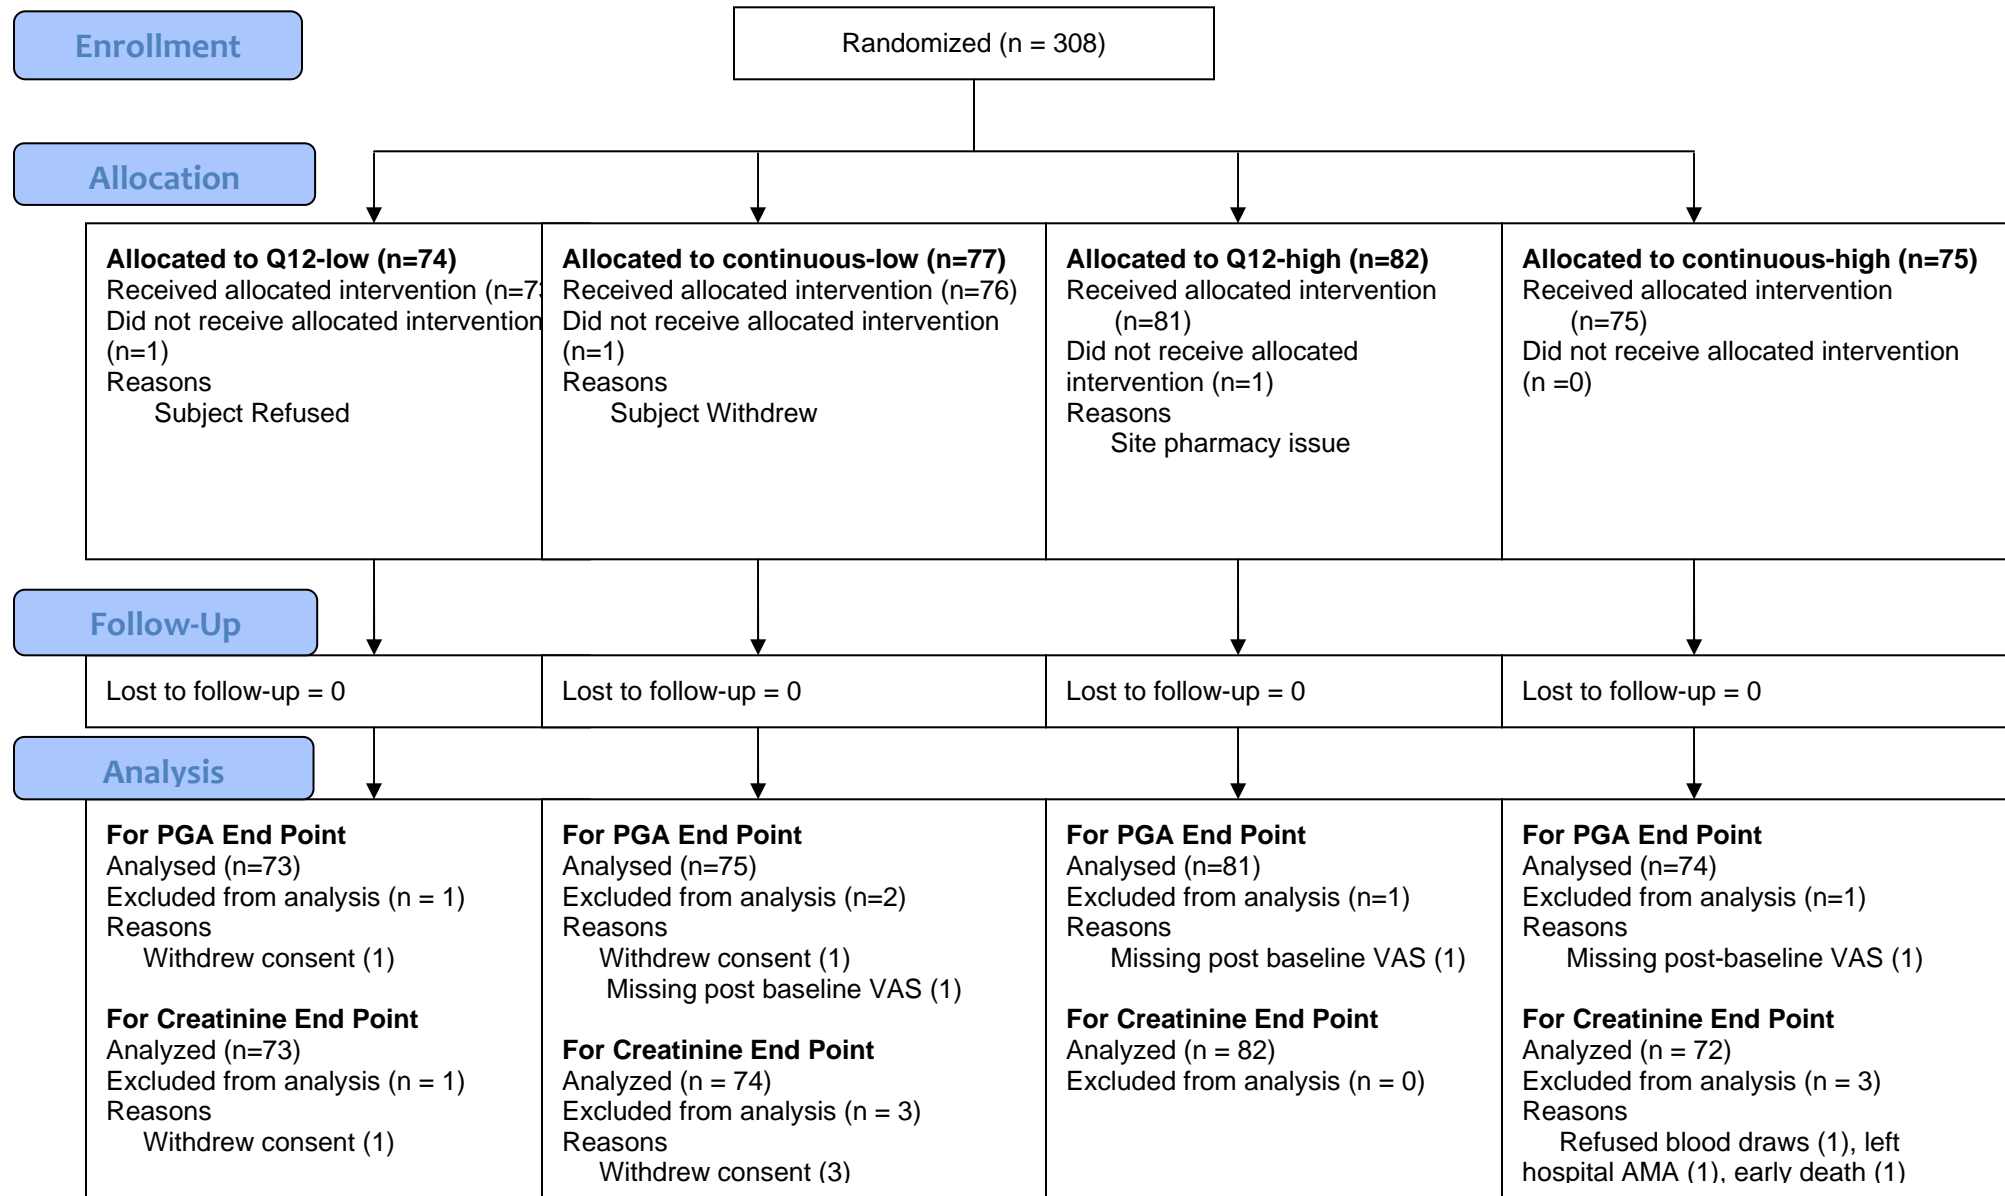 Enrollment
Randomized (n = 308)
Allocation
Allocated to Q12-low (n=74)
Received allocated intervention (n=73
Did not receive allocated intervention
(n=1)
Reasons
Subject Refused
Allocated to continuous-low (n=77)
Received allocated intervention (n=76)
Did not receive allocated intervention
(n=1)
Reasons
Subject Withdrew
Allocated to Q12-high (n=82)
Received allocated intervention
(n=81)
Did not receive allocated
intervention (n=1)
Reasons
Site pharmacy issue
Allocated to continuous-high (n=75)
Received allocated intervention
(n=75)
Did not receive allocated intervention
(n =0)
Follow-Up
Lost to follow-up = 0
Lost to follow-up = 0
Lost to follow-up = 0
Lost to follow-up = 0
Analysis
For PGA End Point
Analysed (n=73)
Excluded from analysis (n = 1)
Reasons
Withdrew consent (1)
For Creatinine End Point
Analyzed (n=73)
Excluded from analysis (n = 1)
Reasons
Withdrew consent (1)
For PGA End Point
Analysed (n=75)
Excluded from analysis (n=2)
Reasons
Withdrew consent (1)
Missing post baseline VAS (1)
For Creatinine End Point
Analyzed (n = 74)
Excluded from analysis (n = 3)
Reasons
Withdrew consent (3)
For PGA End Point
Analysed (n=81)
Excluded from analysis (n=1)
Reasons
Missing post baseline VAS (1)
For Creatinine End Point
Analyzed (n = 82)
Excluded from analysis (n = 0)
For PGA End Point
Analysed (n=74)
Excluded from analysis (n=1)
Reasons
Missing post-baseline VAS (1)
For Creatinine End Point
Analyzed (n = 72)
Excluded from analysis (n = 3)
Reasons
Refused blood draws (1), left
hospital AMA (1), early death (1)